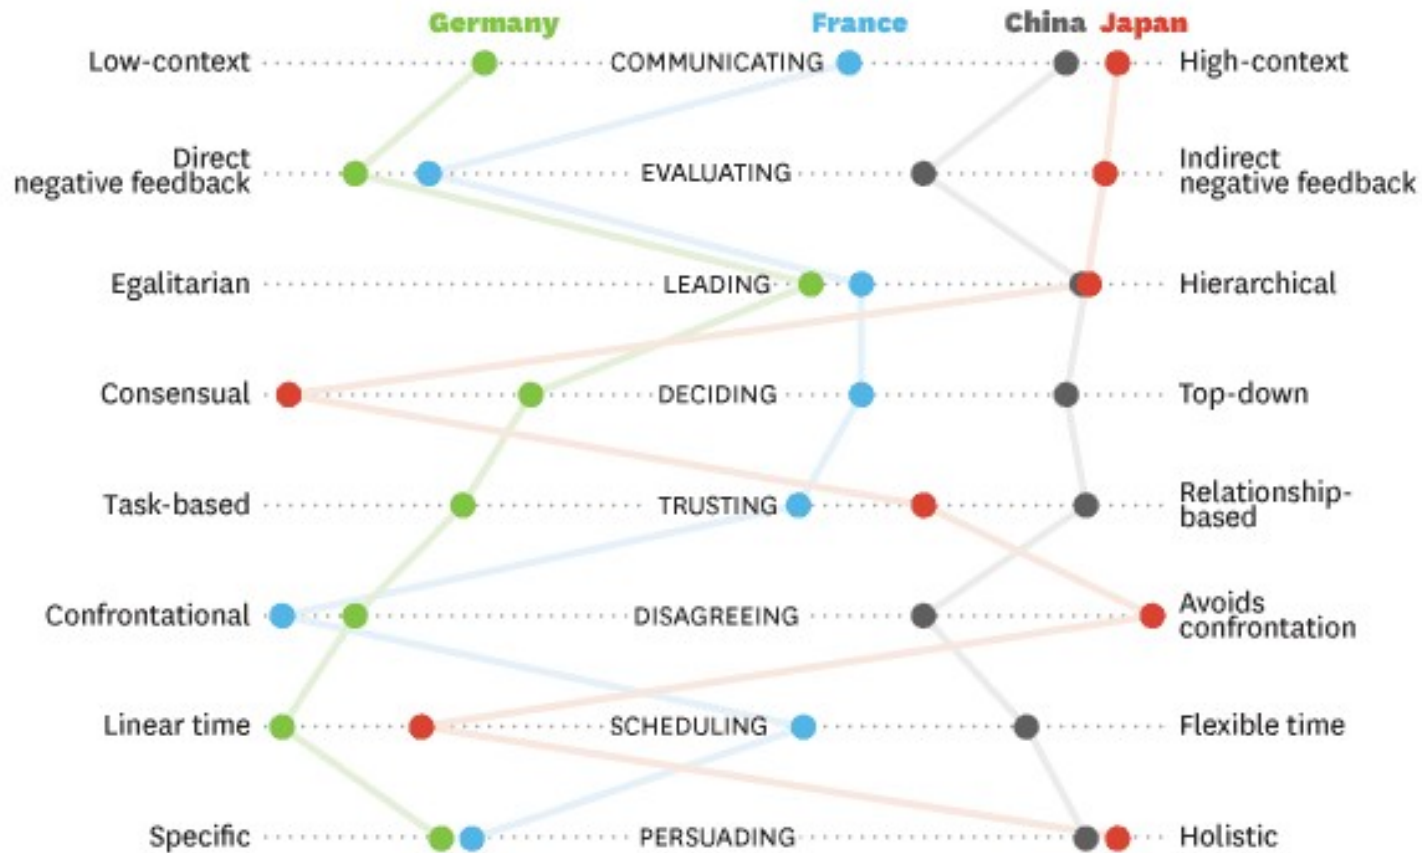 Germany France China Japan
Low-context COMMUNICATING High-context
Direct
negative feedback EVALUATING Indirect
negative feedback
Egalitarian LEADING Hierarchical
Consensual DECIDING Top-down
Task-based TRUSTING Relationship-
based
Confrontational DISAGREEING Avoids
confrontation
Linear time SCHEDULING Flexible time
Specific PERSUADING Holistic